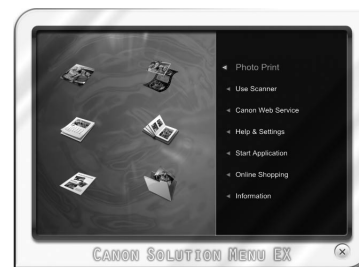 Photo Print
Use Scanner
Canon Web Service
Help & Settings
Start Application
Online Shopping
Information
CANON SOLUTION MENU EX